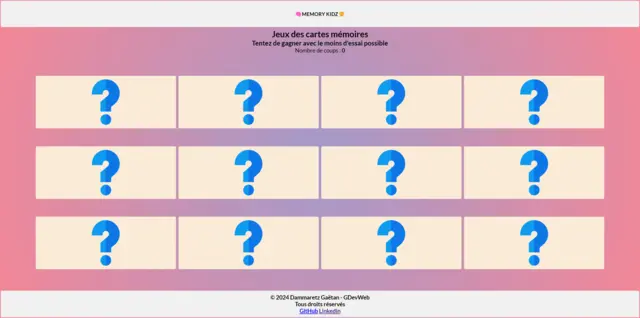 MEMORY KIDZ
Jeux des cartes mémoires
Tentez de gagner avec le moins d'essai possible
Nombre de coups : 0
© 2024 Dammaretz Gaëtan - GDevWeb
Tous droits réservés
GitHub Linkedin